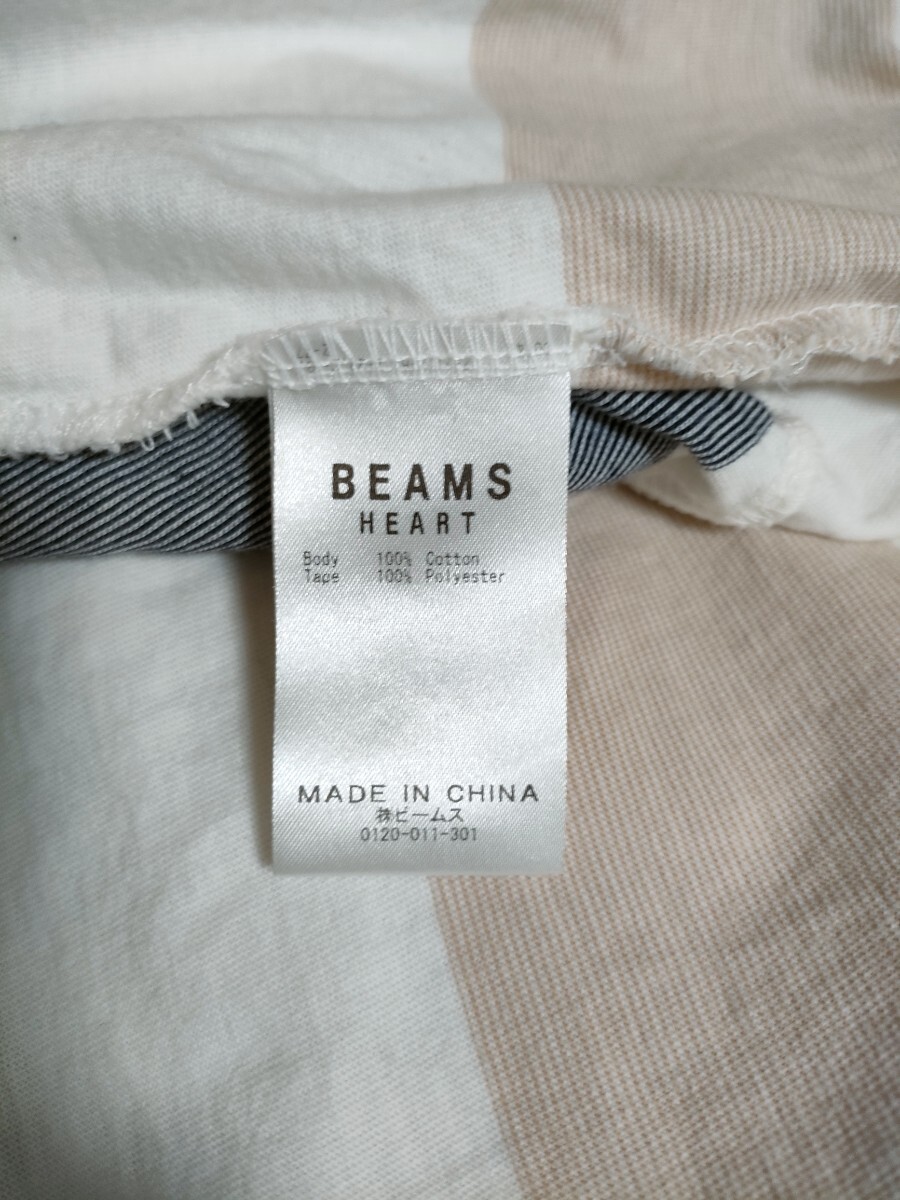 BEAMS
HEART
Body 100% Cotton
Tape 100% Polyester
MADE IN CHINA
㈱ビームス
0120-011-301